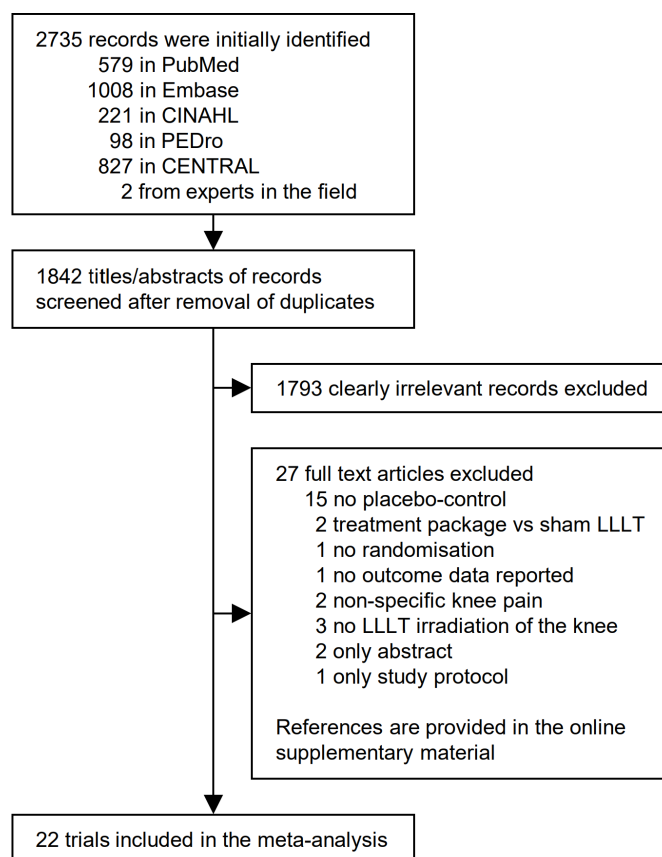 2735 records were initially identified
579 in PubMed
1008 in Embase
221 in CINAHL
98 in PEDro
827 in CENTRAL
2 from experts in the field
1842 titles/abstracts of records
screened after removal of duplicates
1793 clearly irrelevant records excluded
27 full text articles excluded
15 no placebo-control
2 treatment package vs sham LLLT
1 no randomisation
1 no outcome data reported
2 non-specific knee pain
3 no LLLT irradiation of the knee
2 only abstract
1 only study protocol
References are provided in the online
supplementary material
22 trials included in the meta-analysis